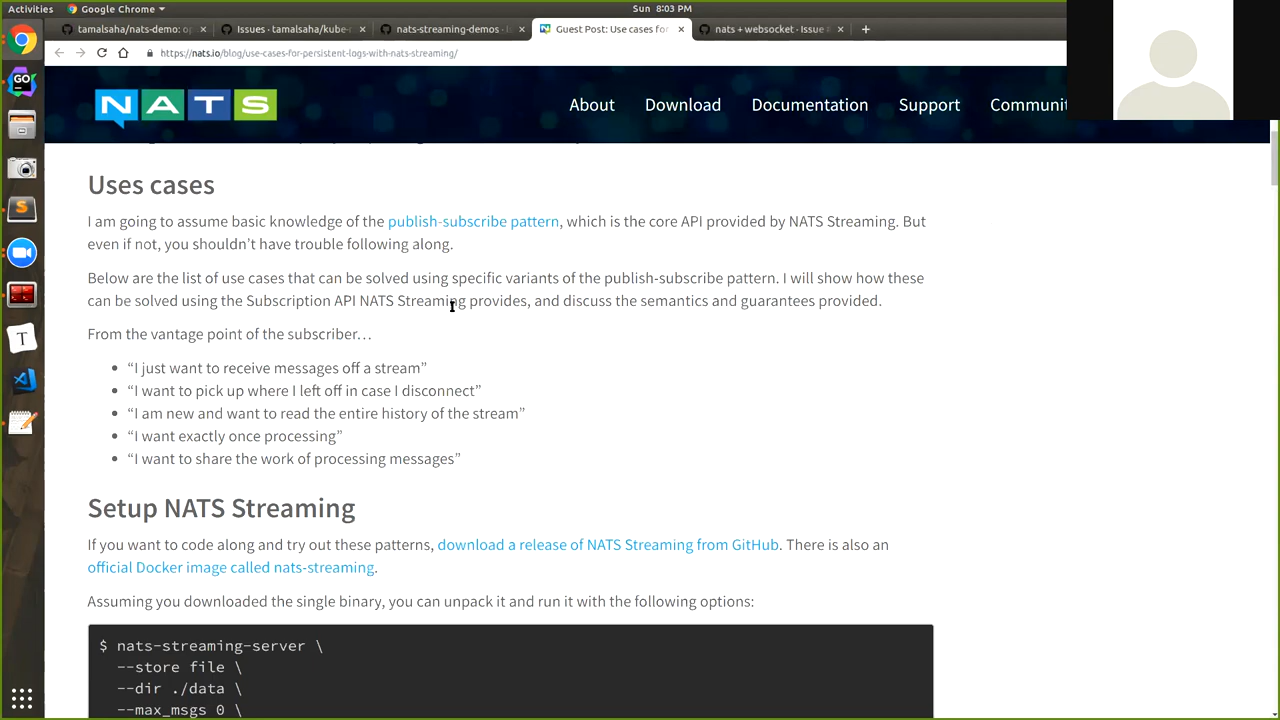 Activities
Google Chrome
Sun 8:03 PM
tamalsaha/nats-demo: op
Issues · tamalsaha/kube-
nats-streaming-demos
Guest Post: Use cases for
nats + websocket · Issue
https://nats.io/blog/use-cases-for-persistent-logs-with-nats-streaming/
NATS
About Download Documentation Support Communit
Uses cases
I am going to assume basic knowledge of the publish-subscribe pattern, which is the core API provided by NATS Streaming. But
even if not, you shouldn't have trouble following along.
Below are the list of use cases that can be solved using specific variants of the publish-subscribe pattern. I will show how these
can be solved using the Subscription API NATS Streaming provides, and discuss the semantics and guarantees provided.
From the vantage point of the subscriber…
• “I just want to receive messages off a stream”
• “I want to pick up where I left off in case I disconnect”
• “I am new and want to read the entire history of the stream”
• “I want exactly once processing”
• “I want to share the work of processing messages”
Setup NATS Streaming
If you want to code along and try out these patterns, download a release of NATS Streaming from GitHub. There is also an
official Docker image called nats-streaming.
Assuming you downloaded the single binary, you can unpack it and run it with the following options:
$ nats-streaming-server \
--store file \
--dir ./data \
--max_msgs 0 \